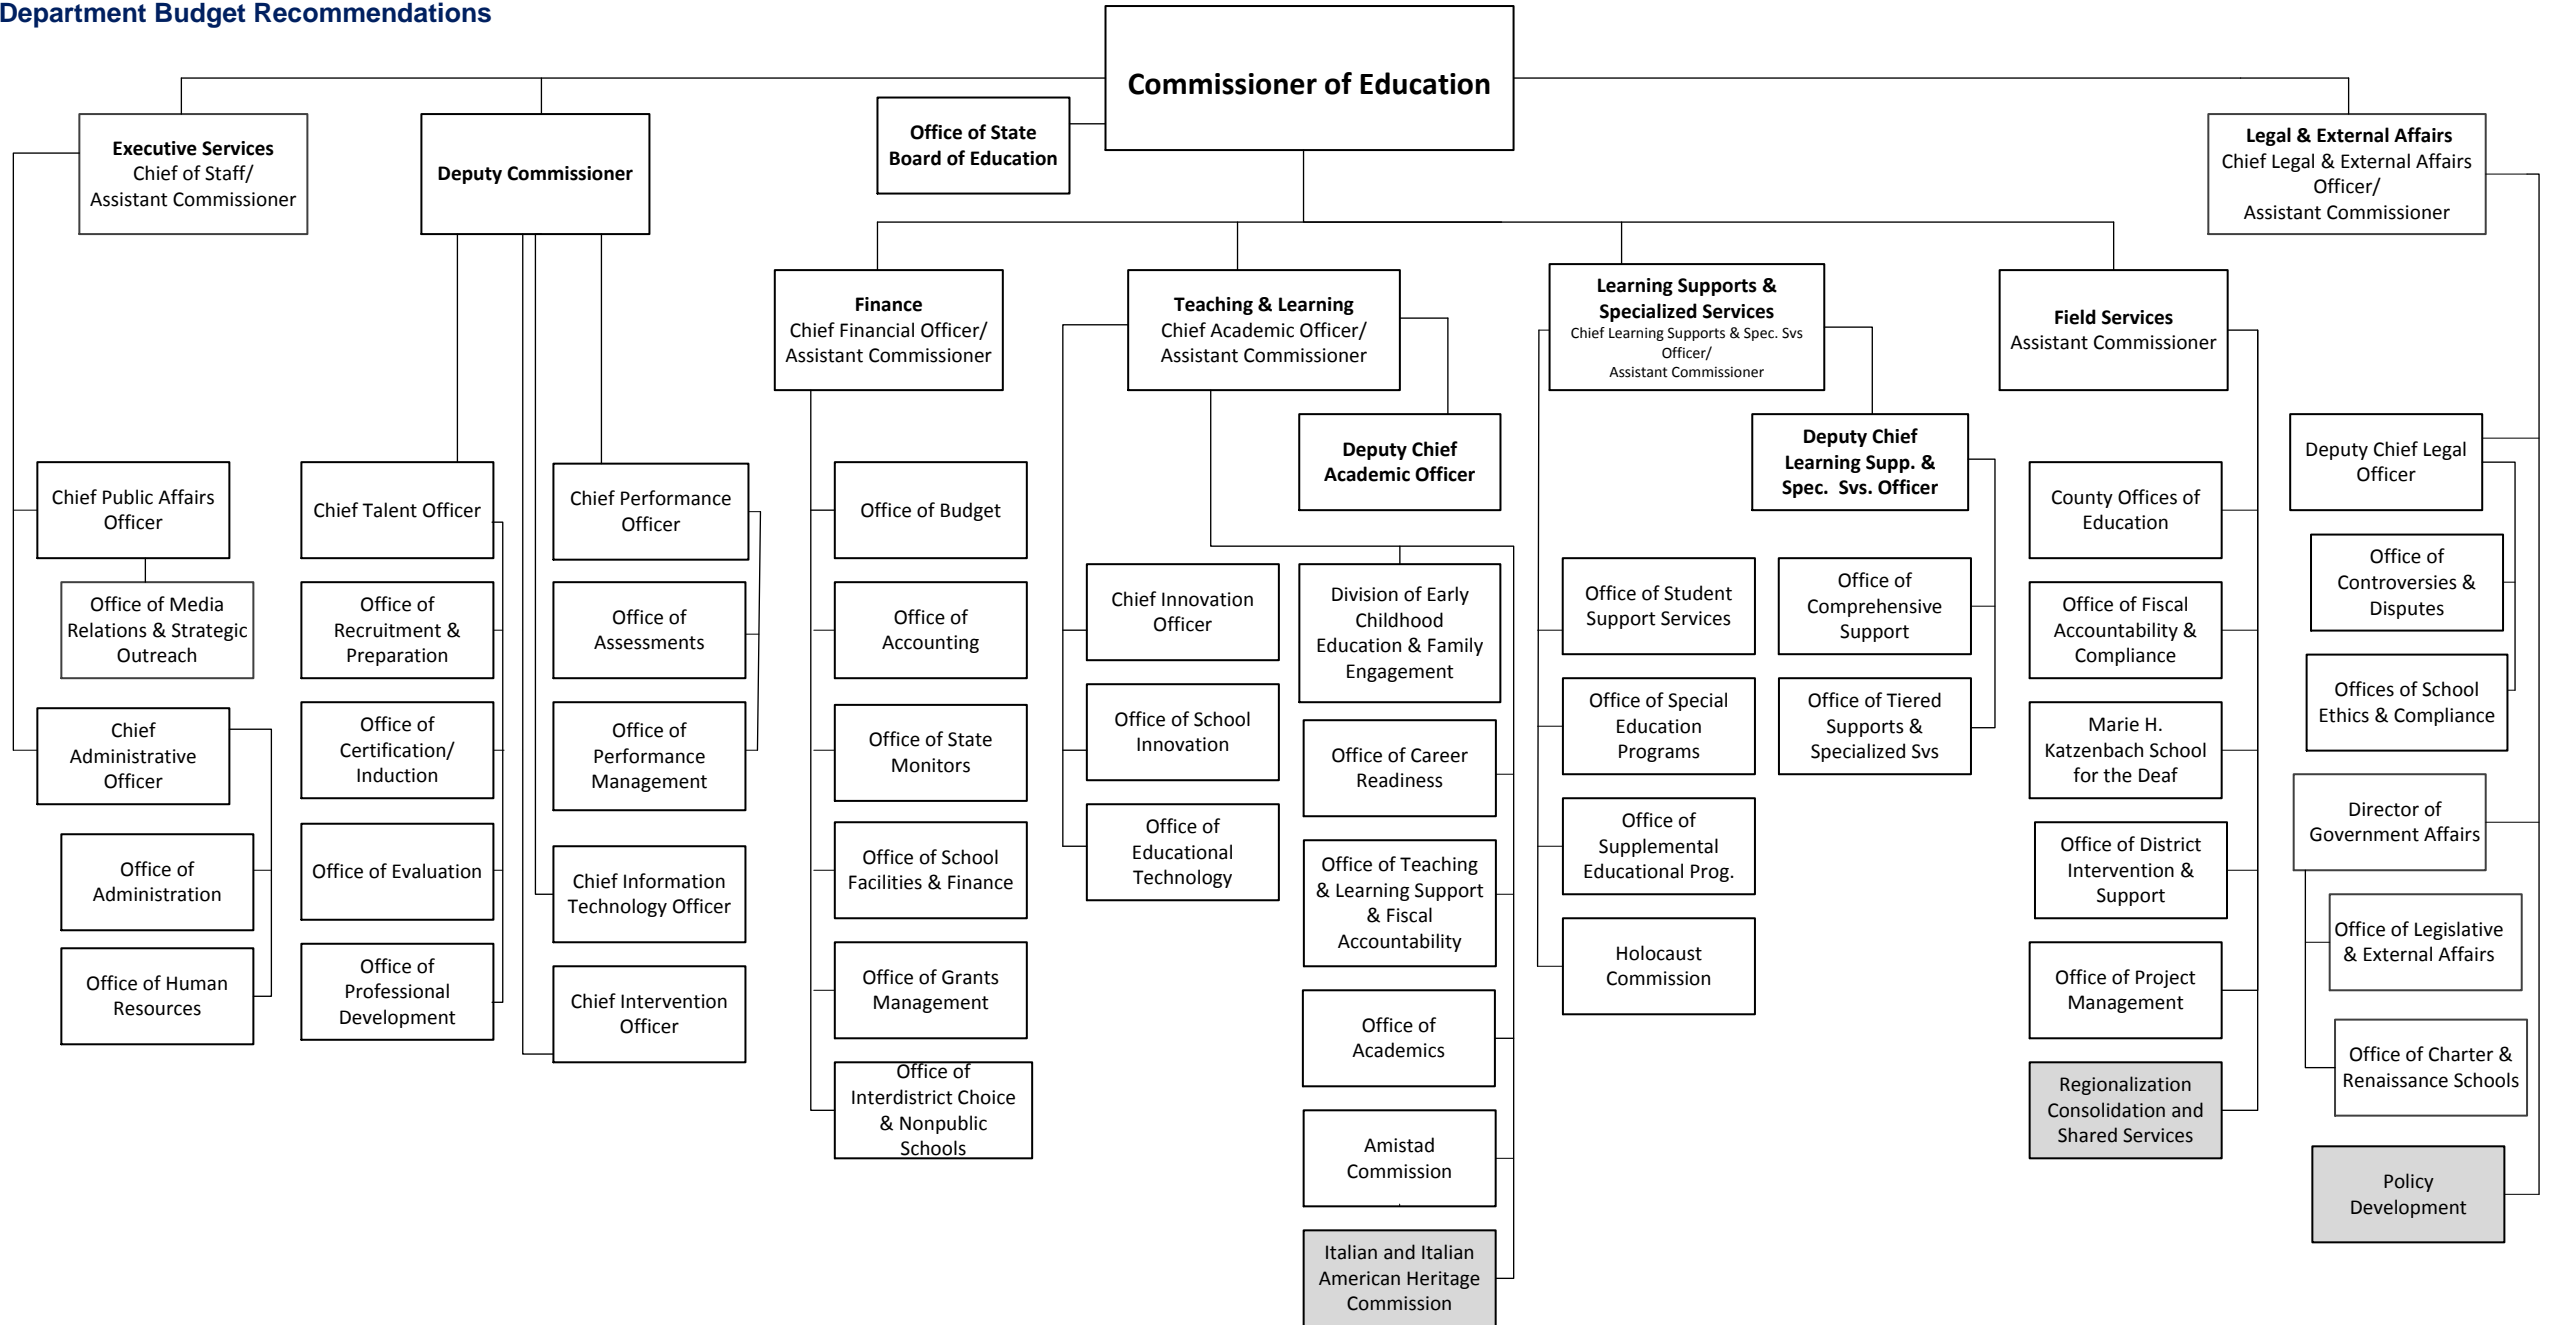 Department Budget Recommendations
Commissioner of Education
Office of State
Board of Education
Executive Services
Chief of Staff/
Assistant Commissioner
Deputy Commissioner
Legal & External Affairs
Chief Legal & External Affairs
Officer/
Assistant Commissioner
Finance
Chief Financial Officer/
Assistant Commissioner
Teaching & Learning
Chief Academic Officer/
Assistant Commissioner
Learning Supports &
Specialized Services
Chief Learning Supports & Spec. Svs
Officer/
Assistant Commissioner
Field Services
Assistant Commissioner
Chief Public Affairs
Officer
Office of Media
Relations & Strategic
Outreach
Chief
Administrative
Officer
Office of
Administration
Office of Human
Resources
Chief Talent Officer
Office of
Recruitment &
Preparation
Office of
Certification/
Induction
Office of Evaluation
Office of
Professional
Development
Chief Performance
Officer
Office of
Assessments
Office of
Performance
Management
Chief Information
Technology Officer
Chief Intervention
Officer
Office of Budget
Office of
Accounting
Office of State
Monitors
Office of School
Facilities & Finance
Office of Grants
Management
Office of
Interdistrict Choice
& Nonpublic
Schools
Chief Innovation
Officer
Office of School
Innovation
Office of
Educational
Technology
Deputy Chief
Academic Officer
Division of Early
Childhood
Education & Family
Engagement
Office of Career
Readiness
Office of Teaching
& Learning Support
& Fiscal
Accountability
Office of
Academics
Amistad
Commission
Italian and Italian
American Heritage
Commission
Office of Student
Support Services
Office of Special
Education
Programs
Office of
Supplemental
Educational Prog.
Holocaust
Commission
Deputy Chief
Learning Supp. &
Spec. Svs. Officer
Office of
Comprehensive
Support
Office of Tiered
Supports &
Specialized Svs
County Offices of
Education
Office of Fiscal
Accountability &
Compliance
Marie H.
Katzenbach School
for the Deaf
Office of District
Intervention &
Support
Office of Project
Management
Regionalization
Consolidation and
Shared Services
Deputy Chief Legal
Officer
Office of
Controversies &
Disputes
Offices of School
Ethics & Compliance
Director of
Government Affairs
Office of Legislative
& External Affairs
Office of Charter &
Renaissance Schools
Policy
Development